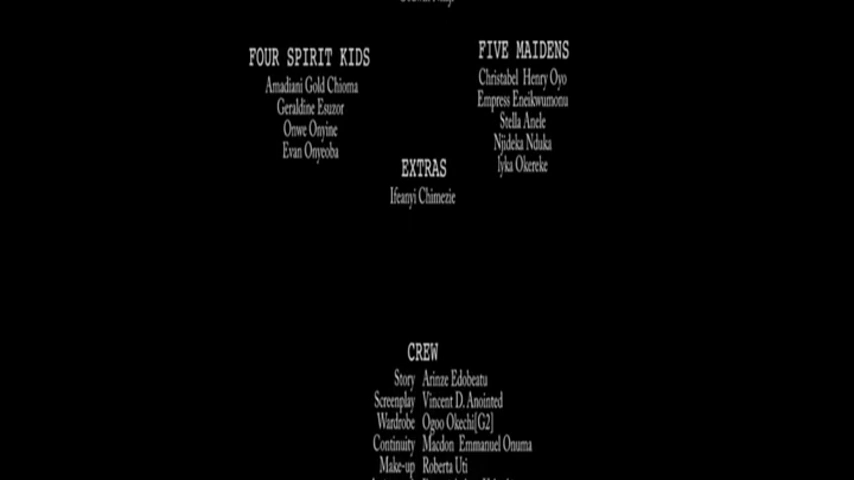 FOUR SPIRIT KIDS
Amadiani Gold Chioma
Geraldine Esuzor
Onwe Onyine
Evan Onyeoba
FIVE MAIDENS
Christabel Henry Oyo
Empress Eneikwumonu
Stella Anele
Njideka Nduka
Iyka Okereke
EXTRAS
Ifeanyi Chimezie
CREW
Story Arinze Edobeatu
Screenplay Vincent D. Anointed
Wardrobe Ogoo Okechi[G2]
Continuity Macdon Emmanuel Onuma
Make-up Roberta Uti